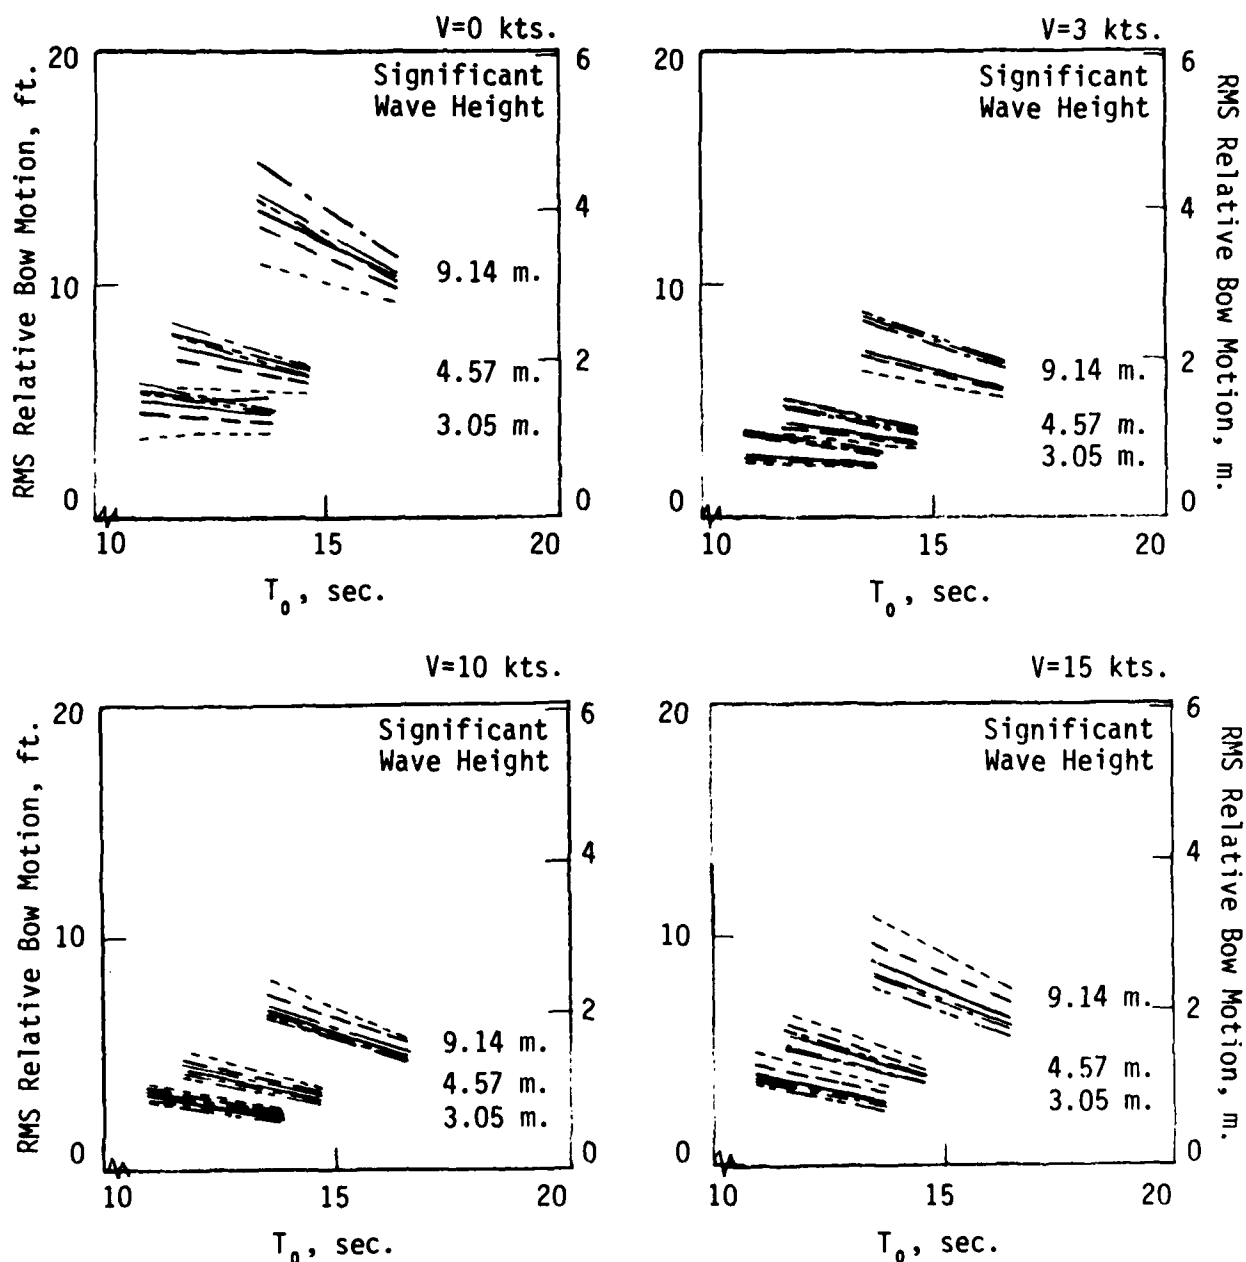 V=0 kts.
RMS Relative Bow Motion, ft.
20
10
0
Significant
Wave Height
9.14 m.
4.57 m.
3.05 m.
6
4
2
0
10
15
20
T₀, sec.
V=3 kts.
20
10
0
Significant
Wave Height
9.14 m.
4.57 m.
3.05 m.
6
4
2
0
RMS Relative Bow Motion, m.
10
15
20
T₀, sec.
V=10 kts.
RMS Relative Bow Motion, ft.
20
10
0
Significant
Wave Height
9.14 m.
4.57 m.
3.05 m.
6
4
2
0
10
15
20
T₀, sec.
V=15 kts.
20
10
0
Significant
Wave Height
9.14 m.
4.57 m.
3.05 m.
6
4
2
0
RMS Relative Bow Motion, m.
10
15
20
T₀, sec.